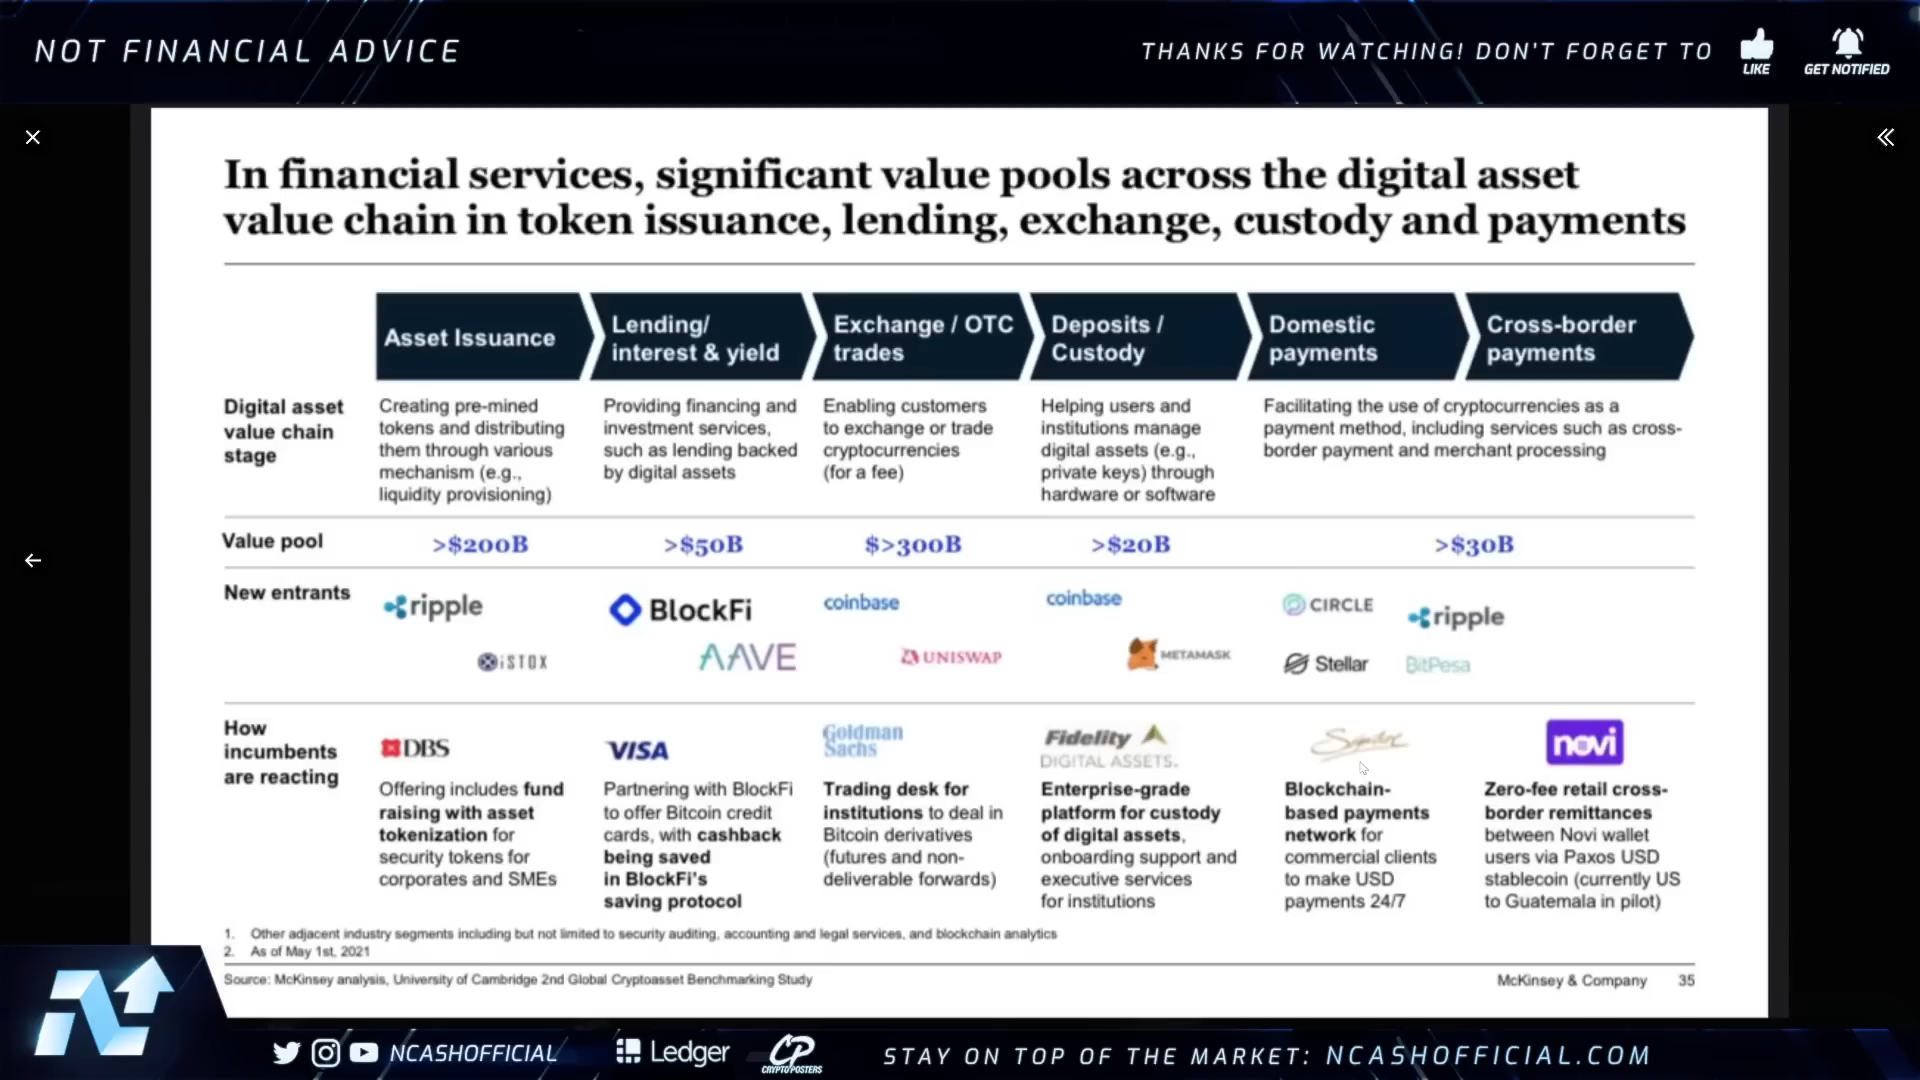 NOT FINANCIAL ADVICE
THANKS FOR WATCHING! DON'T FORGET TO
LIKE
GET NOTIFIED
In financial services, significant value pools across the digital asset
value chain in token issuance, lending, exchange, custody and payments
Asset Issuance
Lending/
interest & yield
Exchange / OTC
trades
Deposits /
Custody
Domestic
payments
Cross-border
payments
Digital asset
value chain
stage
Creating pre-mined
tokens and distributing
them through various
mechanism (e.g.,
liquidity provisioning)
Providing financing and
investment services,
such as lending backed
by digital assets
Enabling customers
to exchange or trade
cryptocurrencies
(for a fee)
Helping users and
institutions manage
digital assets (e.g.,
private keys) through
hardware or software
Facilitating the use of cryptocurrencies as a
payment method, including services such as cross-
border payment and merchant processing
Value pool
>$200B
>$50B
$>300B
>$20B
>$30B
New entrants
ripple
iSTOX
BlockFi
AAVE
coinbase
UNISWAP
coinbase
METAMASK
CIRCLE
ripple
Stellar
BitPesa
How
incumbents
are reacting
DBS
Offering includes fund
raising with asset
tokenization for
security tokens for
corporates and SMEs
VISA
Partnering with BlockFi
to offer Bitcoin credit
cards, with cashback
being saved
in BlockFi's
saving protocol
Goldman
Sachs
Trading desk for
institutions to deal in
Bitcoin derivatives
(futures and non-
deliverable forwards)
Fidelity
DIGITAL ASSETS.
Enterprise-grade
platform for custody
of digital assets,
onboarding support and
executive services
for institutions
Blockchain-
based payments
network for
commercial clients
to make USD
payments 24/7
novi
Zero-fee retail cross-
border remittances
between Novi wallet
users via Paxos USD
stablecoin (currently US
to Guatemala in pilot)
1. Other adjacent industry segments including but not limited to security auditing, accounting and legal services, and blockchain analytics
2. As of May 1st, 2021
Source: McKinsey analysis, University of Cambridge 2nd Global Cryptoasset Benchmarking Study
McKinsey & Company 35
NCASHOFFICIAL
Ledger
CP
CRYPTOPOSTERS
STAY ON TOP OF THE MARKET: NCASHOFFICIAL.COM